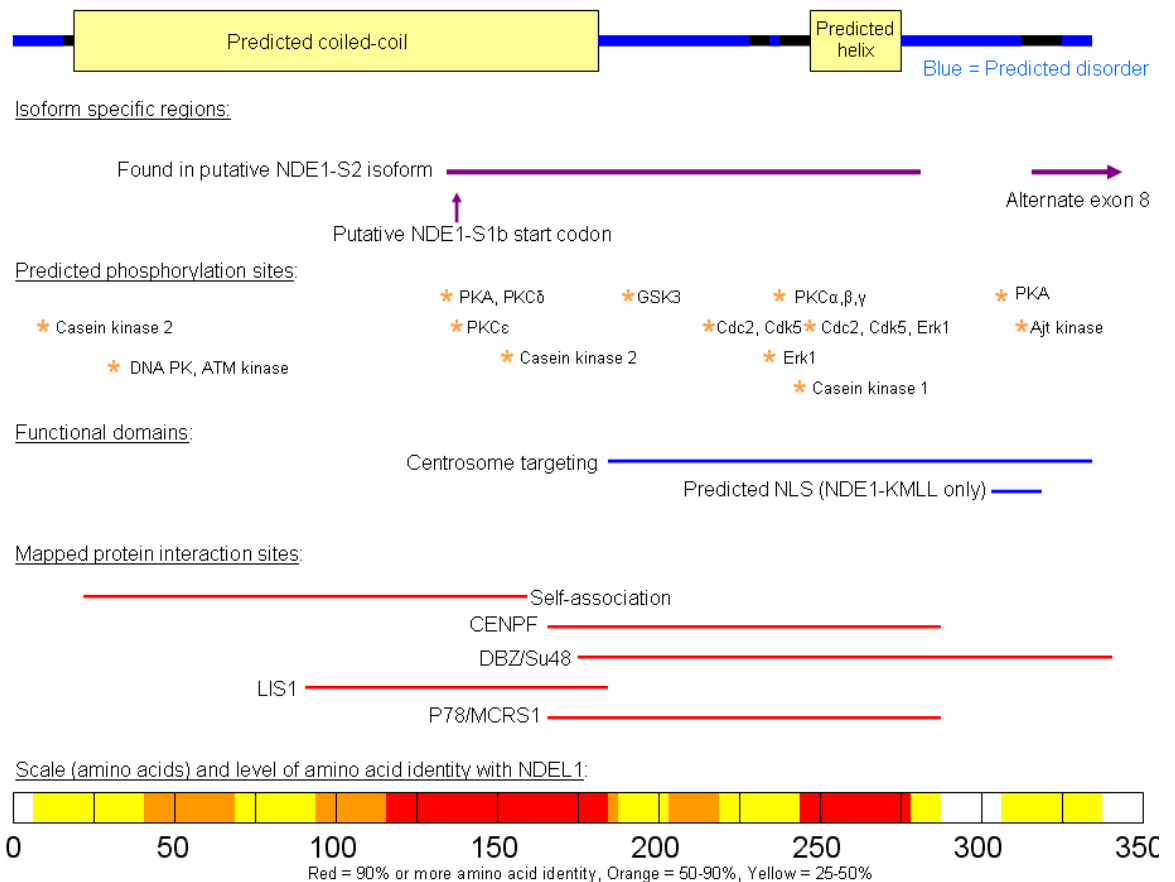 Predicted coiled-coil
Predicted
helix
Blue = Predicted disorder
Isoform specific regions:
Found in putative NDE1-S2 isoform
Alternate exon 8
Putative NDE1-S1b start codon
Predicted phosphorylation sites:
* PKA, PKCδ
* GSK3
* PKCα,β,γ
* PKA
* Casein kinase 2
* PKCε
* Cdc2, Cdk5
* Cdc2, Cdk5, Erk1
* Ajt kinase
* DNA PK, ATM kinase
* Casein kinase 2
* Erk1
* Casein kinase 1
Functional domains:
Centrosome targeting
Predicted NLS (NDE1-KMLL only)
Mapped protein interaction sites:
Self-association
CENPF
DBZ/Su48
LIS1
P78/MCRS1
Scale (amino acids) and level of amino acid identity with NDEL1:
0 50 100 150 200 250 300 350
Red = 90% or more amino acid identity, Orange = 50-90%, Yellow = 25-50%